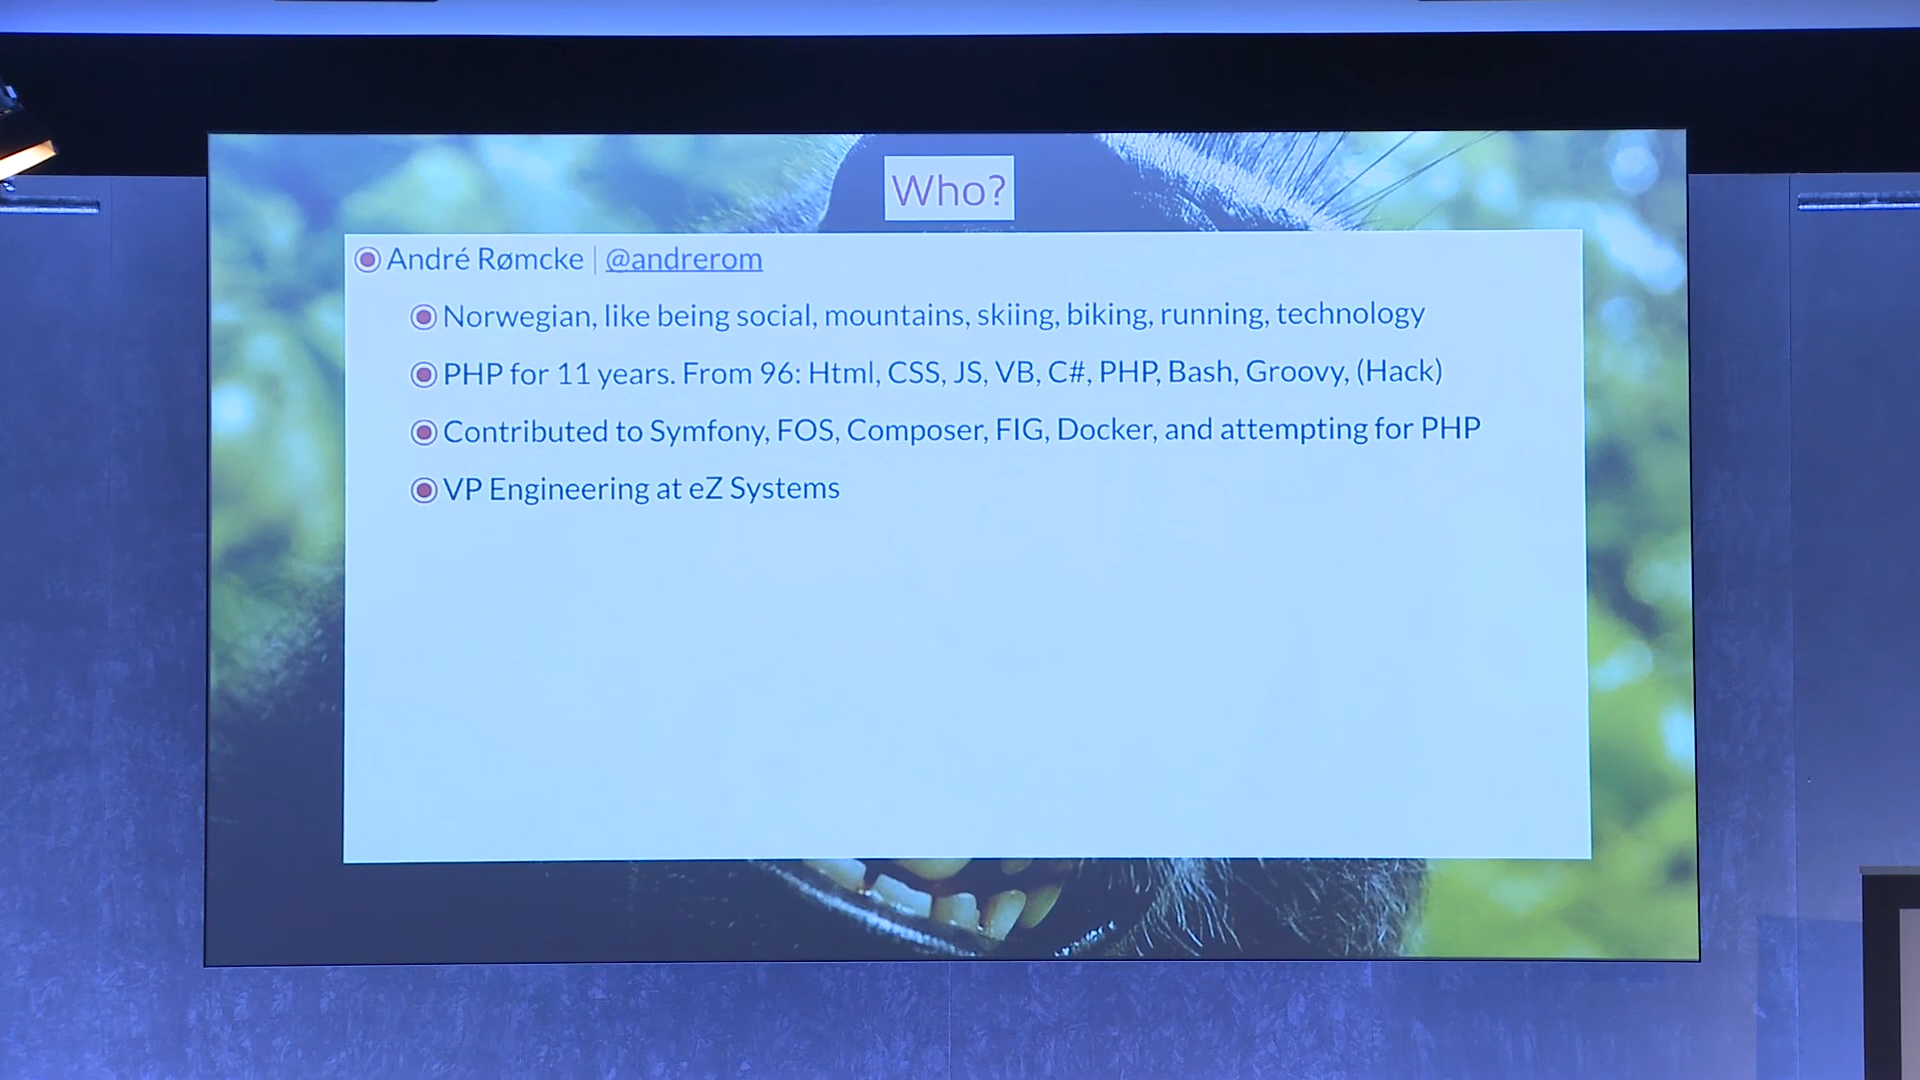 Who?
André Rømcke | @andrerom
Norwegian, like being social, mountains, skiing, biking, running, technology
PHP for 11 years. From 96: Html, CSS, JS, VB, C#, PHP, Bash, Groovy, (Hack)
Contributed to Symfony, FOS, Composer, FIG, Docker, and attempting for PHP
VP Engineering at eZ Systems